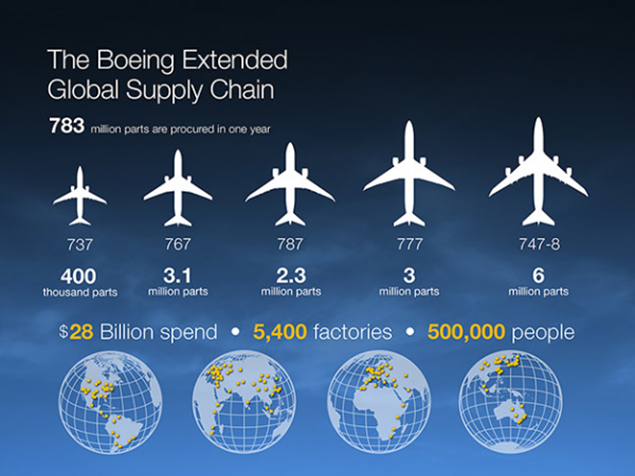 The Boeing Extended
Global Supply Chain
783 million parts are procured in one year
737 767 787 777 747-8
400 3.1 2.3 3 6
thousand parts million parts million parts million parts million parts
$28 Billion spend • 5,400 factories • 500,000 people